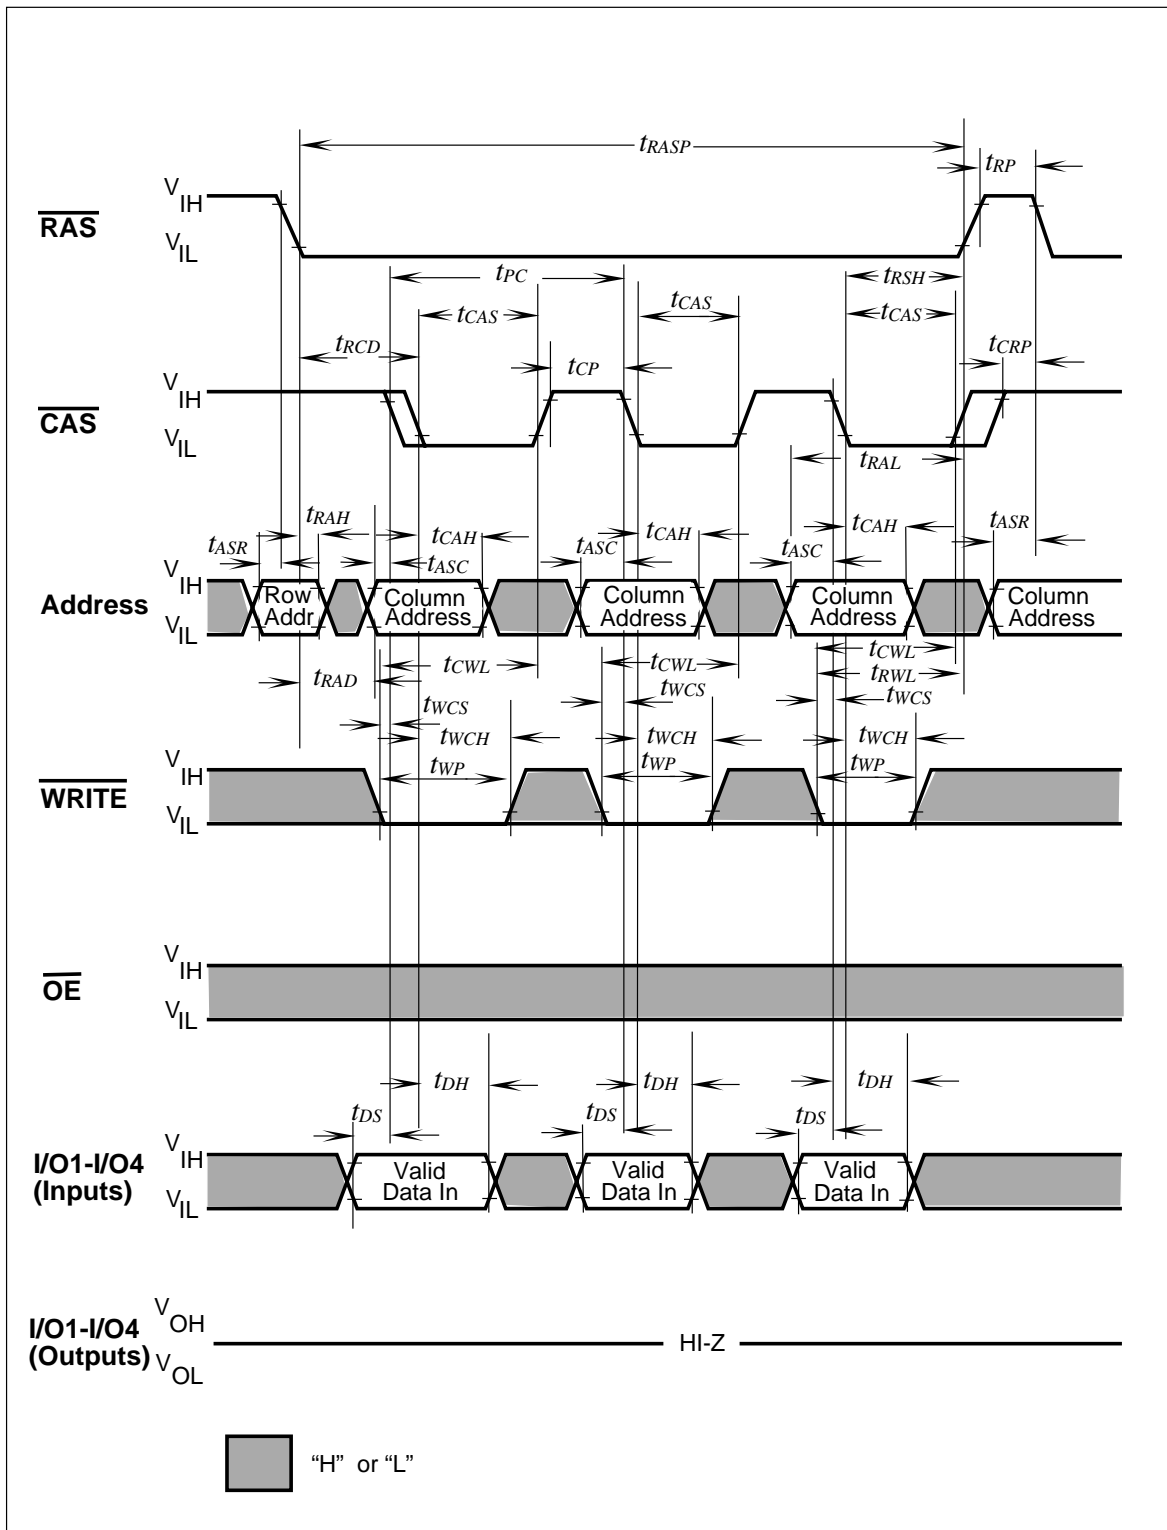 tRASP
tRP
VIH
RAS
VIL
tPC
tRSH
tCAS
tCAS
tCAS
tRCD
tCP
tCRP
VIH
CAS
VIL
tRAL
tRAH
tCAH
tCAH
tCAH
tASR
tASR
tASC
tASC
tASC
VIH
Address
VIL
Row Addr
Column Address
Column Address
Column Address
Column Address
tCWL
tCWL
tCWL
tRAD
tRWL
tWCS
tWCS
tWCS
tWCH
tWCH
tWCH
tWP
tWP
tWP
VIH
WRITE
VIL
VIH
OE
VIL
tDH
tDH
tDH
tDS
tDS
tDS
VIH
I/O1-I/O4
(Inputs)
VIL
Valid Data In
Valid Data In
Valid Data In
VOH
I/O1-I/O4
(Outputs)
VOL
HI-Z
“H” or “L”